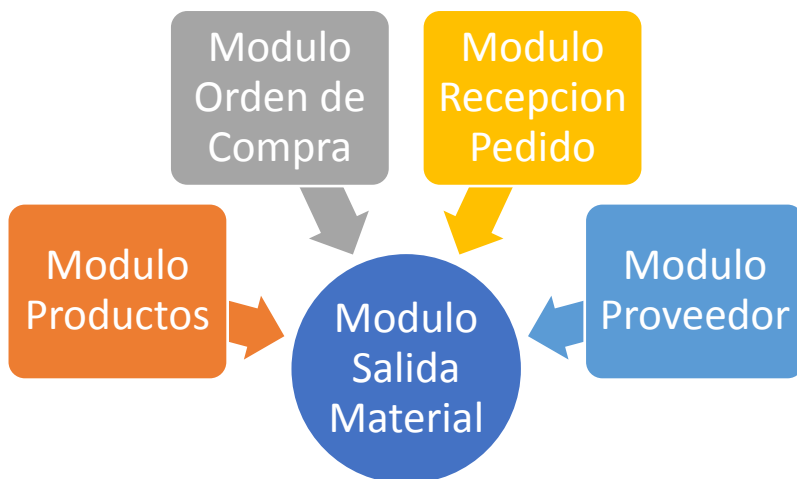 Modulo
Orden de
Compra
Modulo
Recepcion
Pedido
Modulo
Productos
Modulo
Proveedor
Modulo
Salida
Material